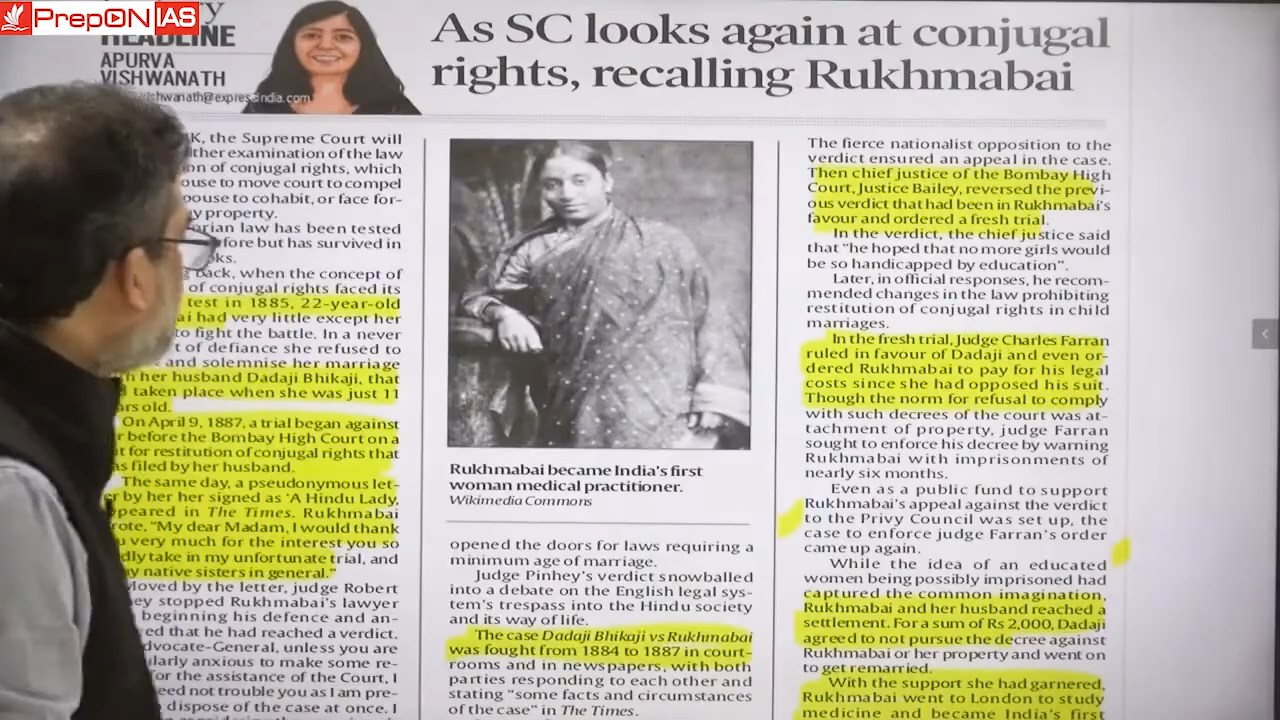 PrepON IAS
HEADLINE
APURVA
VISHWANATH
ishwanath@expressindia.com
As SC looks again at conjugal
rights, recalling Rukhmabai
the Supreme Court will
examination of the law
of conjugal rights, which
to move court to compel
to cohabit, or face for-
property.
law has been tested
but has survived in
back, when the concept of
of conjugal rights faced its
test in 1885, 22-year-old
had very little except her
to fight the battle. In a never
of defiance she refused to
and solemnise her marriage
her husband Dadaji Bhikaji, that
taken place when she was just 11
old.
On April 9, 1887, a trial began against
before the Bombay High Court on a
for restitution of conjugal rights that
filed by her husband.
The same day, a pseudonymous let-
by her her signed as ‘A Hindu Lady,
in The Times. Rukhmabai
“My dear Madam, I would thank
very much for the interest you so
take in my unfortunate trial, and
native sisters in general.”
Moved by the letter, judge Robert
stopped Rukhmabai's lawyer
beginning his defence and an-
that he had reached a verdict.
Advocate-General, unless you are
anxious to make some re-
for the assistance of the Court, I
need not trouble you as I am pre-
dispose of the case at once. I
Rukhmabai became India's first
woman medical practitioner.
Wikimedia Commons
opened the doors for laws requiring a
minimum age of marriage.
Judge Pinhey's verdict snowballed
into a debate on the English legal sys-
tem's trespass into the Hindu society
and its way of life.
The case Dadaji Bhikaji vs Rukhmabai
was fought from 1884 to 1887 in court-
rooms and in newspapers, with both
parties responding to each other and
stating “some facts and circumstances
of the case” in The Times.
The fierce nationalist opposition to the
verdict ensured an appeal in the case.
Then chief justice of the Bombay High
Court, Justice Bailey, reversed the previ-
ous verdict that had been in Rukhmabai's
favour and ordered a fresh trial.
In the verdict, the chief justice said
that “he hoped that no more girls would
be so handicapped by education”.
Later, in official responses, he recom-
mended changes in the law prohibiting
restitution of conjugal rights in child
marriages.
In the fresh trial, Judge Charles Farran
ruled in favour of Dadaji and even or-
dered Rukhmabai to pay for his legal
costs since she had opposed his suit.
Though the norm for refusal to comply
with such decrees of the court was at-
tachment of property, judge Farran
sought to enforce his decree by warning
Rukhmabai with imprisonments of
nearly six months.
Even as a public fund to support
Rukhmabai's appeal against the verdict
to the Privy Council was set up, the
case to enforce judge Farran's order
came up again.
While the idea of an educated
women being possibly imprisoned had
captured the common imagination,
Rukhmabai and her husband reached a
settlement. For a sum of Rs 2,000, Dadaji
agreed to not pursue the decree against
Rukhmabai or her property and went on
to get remarried.
With the support she had garnered,
Rukhmabai went to London to study
medicine and became India's first